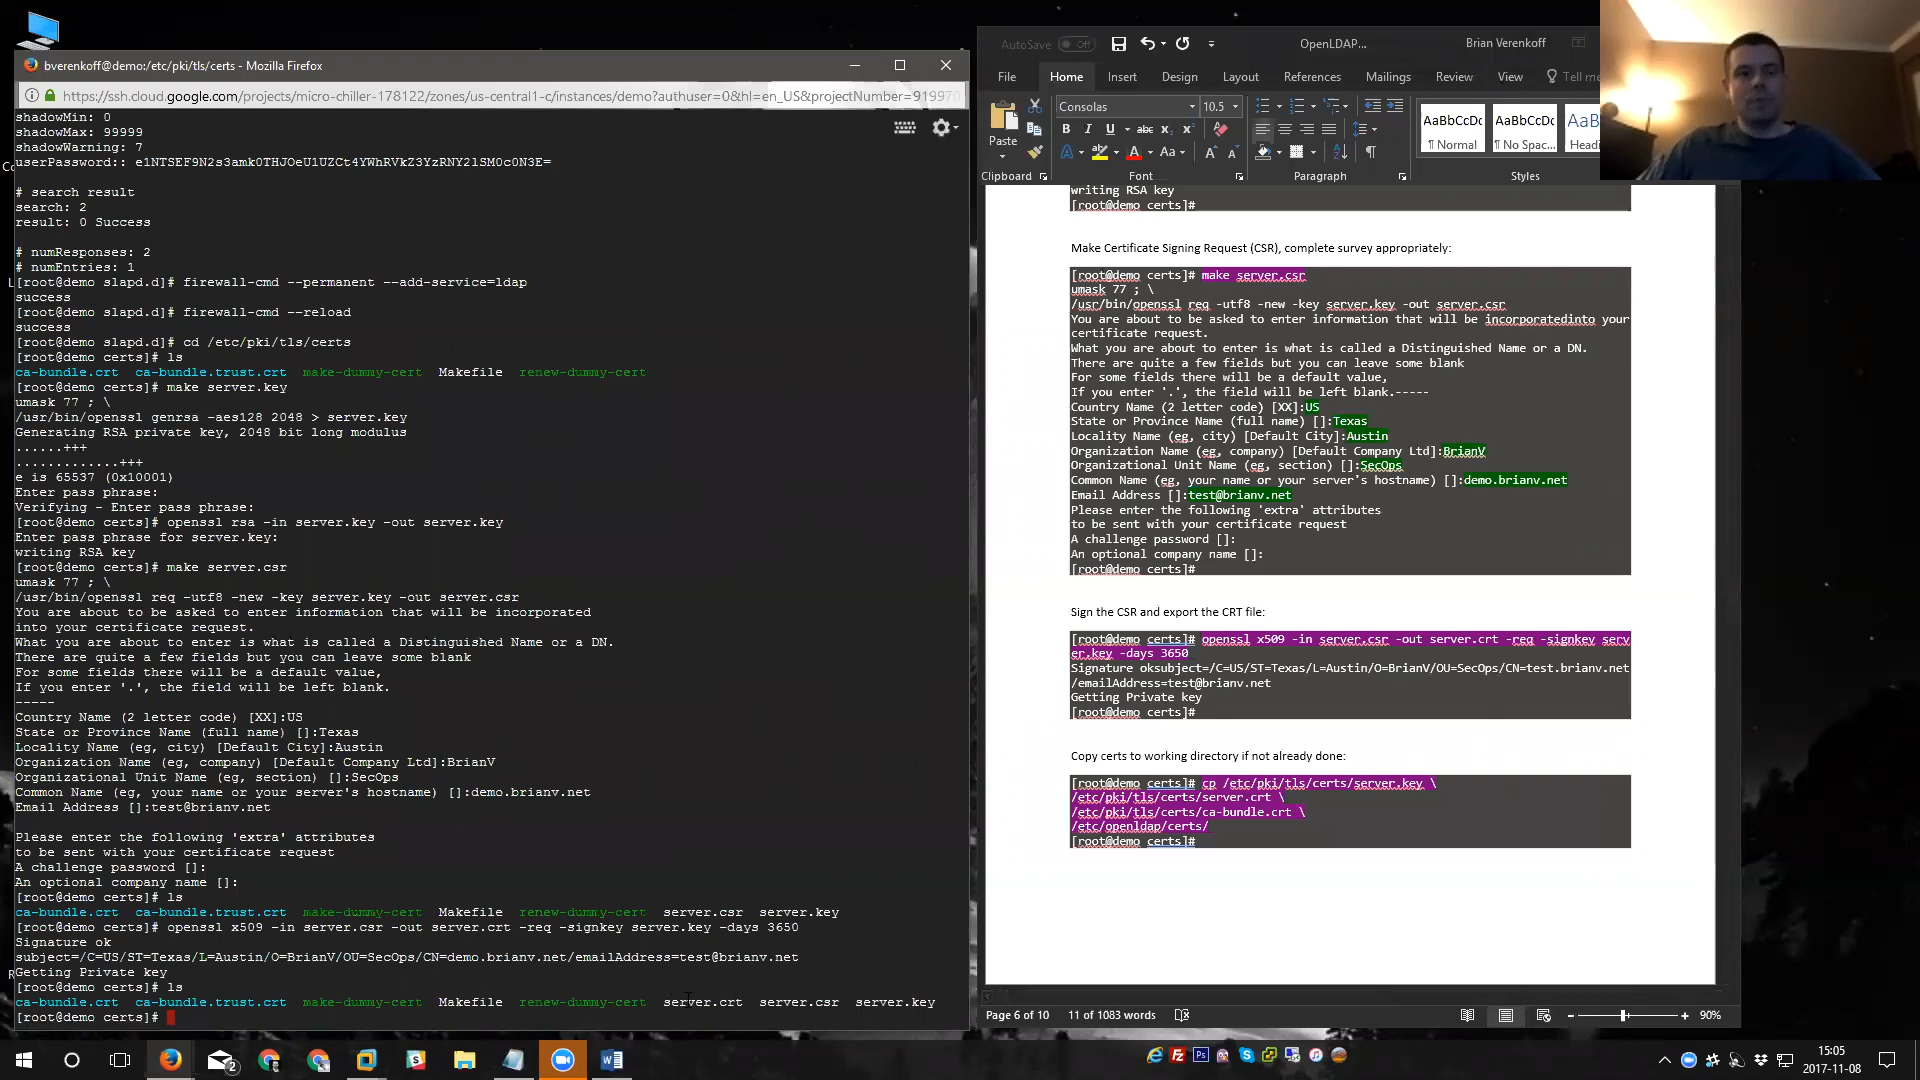 bverenkoff@demo:/etc/pki/tls/certs - Mozilla Firefox
https://ssh.cloud.google.com/projects/micro-chiller-178122/zones/us-central1-c/instances/demo?authuser=0&hl=en_US&projectNumber=919970
shadowMin: 0
shadowMax: 99999
shadowWarning: 7
userPassword:: e1NTSEF9N2s3amk0THJOeU1UZCt4YWhRVkZ3YzRNY2lSM0c0N3E=
# search result
search: 2
result: 0 Success
# numResponses: 2
# numEntries: 1
[root@demo slapd.d]# firewall-cmd --permanent --add-service=ldap
success
[root@demo slapd.d]# firewall-cmd --reload
success
[root@demo slapd.d]# cd /etc/pki/tls/certs
[root@demo certs]# ls
ca-bundle.crt  ca-bundle.trust.crt  make-dummy-cert  Makefile  renew-dummy-cert
[root@demo certs]# make server.key
umask 77 ; \
/usr/bin/openssl genrsa -aes128 2048 > server.key
Generating RSA private key, 2048 bit long modulus
......+++
.............+++
e is 65537 (0x10001)
Enter pass phrase:
Verifying - Enter pass phrase:
[root@demo certs]# openssl rsa -in server.key -out server.key
Enter pass phrase for server.key:
writing RSA key
[root@demo certs]# make server.csr
umask 77 ; \
/usr/bin/openssl req -utf8 -new -key server.key -out server.csr
You are about to be asked to enter information that will be incorporated
into your certificate request.
What you are about to enter is what is called a Distinguished Name or a DN.
There are quite a few fields but you can leave some blank
For some fields there will be a default value,
If you enter '.', the field will be left blank.
-----
Country Name (2 letter code) [XX]:US
State or Province Name (full name) []:Texas
Locality Name (eg, city) [Default City]:Austin
Organization Name (eg, company) [Default Company Ltd]:BrianV
Organizational Unit Name (eg, section) []:SecOps
Common Name (eg, your name or your server's hostname) []:demo.brianv.net
Email Address []:test@brianv.net
Please enter the following 'extra' attributes
to be sent with your certificate request
A challenge password []:
An optional company name []:
[root@demo certs]# ls
ca-bundle.crt  ca-bundle.trust.crt  make-dummy-cert  Makefile  renew-dummy-cert  server.csr  server.key
[root@demo certs]# openssl x509 -in server.csr -out server.crt -req -signkey server.key -days 3650
Signature ok
subject=/C=US/ST=Texas/L=Austin/O=BrianV/OU=SecOps/CN=demo.brianv.net/emailAddress=test@brianv.net
Getting Private key
[root@demo certs]# ls
ca-bundle.crt  ca-bundle.trust.crt  make-dummy-cert  Makefile  renew-dummy-cert  server.crt  server.csr  server.key
[root@demo certs]#
AutoSave Off OpenLDAP... Brian Verenkoff
File Home Insert Design Layout References Mailings Review View Tell me
Paste Consolas 10.5
B I U abc x₂ x²
A ab A Aa A A
AaBbCcDc AaBbCcDc AaBb
¶ Normal ¶ No Spac... Headi
Clipboard Font Paragraph Styles
writing RSA key
[root@demo certs]#
Make Certificate Signing Request (CSR), complete survey appropriately:
[root@demo certs]# make server.csr
umask 77 ; \
/usr/bin/openssl req -utf8 -new -key server.key -out server.csr
You are about to be asked to enter information that will be incorporatedinto your
certificate request.
What you are about to enter is what is called a Distinguished Name or a DN.
There are quite a few fields but you can leave some blank
For some fields there will be a default value,
If you enter '.', the field will be left blank.-----
Country Name (2 letter code) [XX]:US
State or Province Name (full name) []:Texas
Locality Name (eg, city) [Default City]:Austin
Organization Name (eg, company) [Default Company Ltd]:BrianV
Organizational Unit Name (eg, section) []:SecOps
Common Name (eg, your name or your server's hostname) []:demo.brianv.net
Email Address []:test@brianv.net
Please enter the following 'extra' attributes
to be sent with your certificate request
A challenge password []:
An optional company name []:
[root@demo certs]#
Sign the CSR and export the CRT file:
[root@demo certs]# openssl x509 -in server.csr -out server.crt -req -signkey serv
er.key -days 3650
Signature oksubject=/C=US/ST=Texas/L=Austin/O=BrianV/OU=SecOps/CN=test.brianv.net
/emailAddress=test@brianv.net
Getting Private key
[root@demo certs]#
Copy certs to working directory if not already done:
[root@demo certs]# cp /etc/pki/tls/certs/server.key \
/etc/pki/tls/certs/server.crt \
/etc/pki/tls/certs/ca-bundle.crt \
/etc/openldap/certs/
[root@demo certs]#
Page 6 of 10 11 of 1083 words 90%
2
15:05
2017-11-08